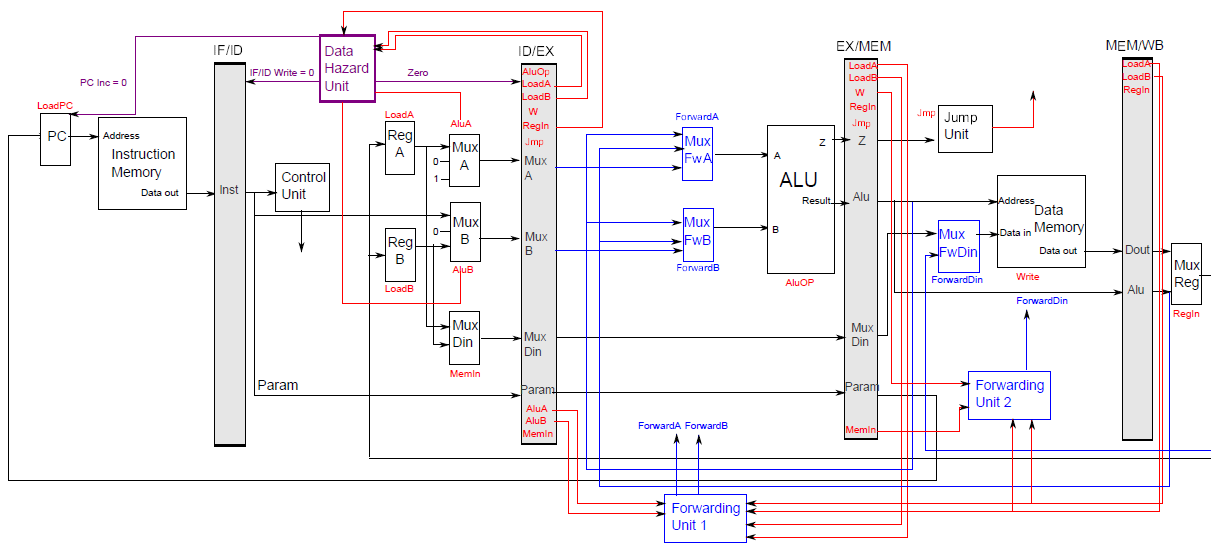 IF/ID
Data
Hazard
Unit
ID/EX
EX/MEM
MEM/WB
PC Inc = 0
IF/ID Write = 0
Zero
LoadPC
PC
Address
Instruction
Memory
Data out
Inst
Control
Unit
LoadA
Reg
A
AluA
Mux
A
0
1
Mux
B
0
AluB
Reg
B
LoadB
Mux
Din
MemIn
Param
AluOp
LoadA
LoadB
W
RegIn
Jmp
Mux
A
Mux
B
Mux
Din
Param
AluA
AluB
MemIn
ForwardA
Mux
FwA
Mux
FwB
ForwardB
A
B
ALU
Z
Result
AluOP
LoadA
LoadB
W
RegIn
Jmp
Z
Alu
Mux
Din
Param
MemIn
Jmp
Jump
Unit
Address
Data
Memory
Data in
Data out
Write
Mux
FwDin
ForwardDin
ForwardDin
Forwarding
Unit 2
LoadA
LoadB
RegIn
Dout
Alu
Mux
Reg
RegIn
ForwardA ForwardB
Forwarding
Unit 1